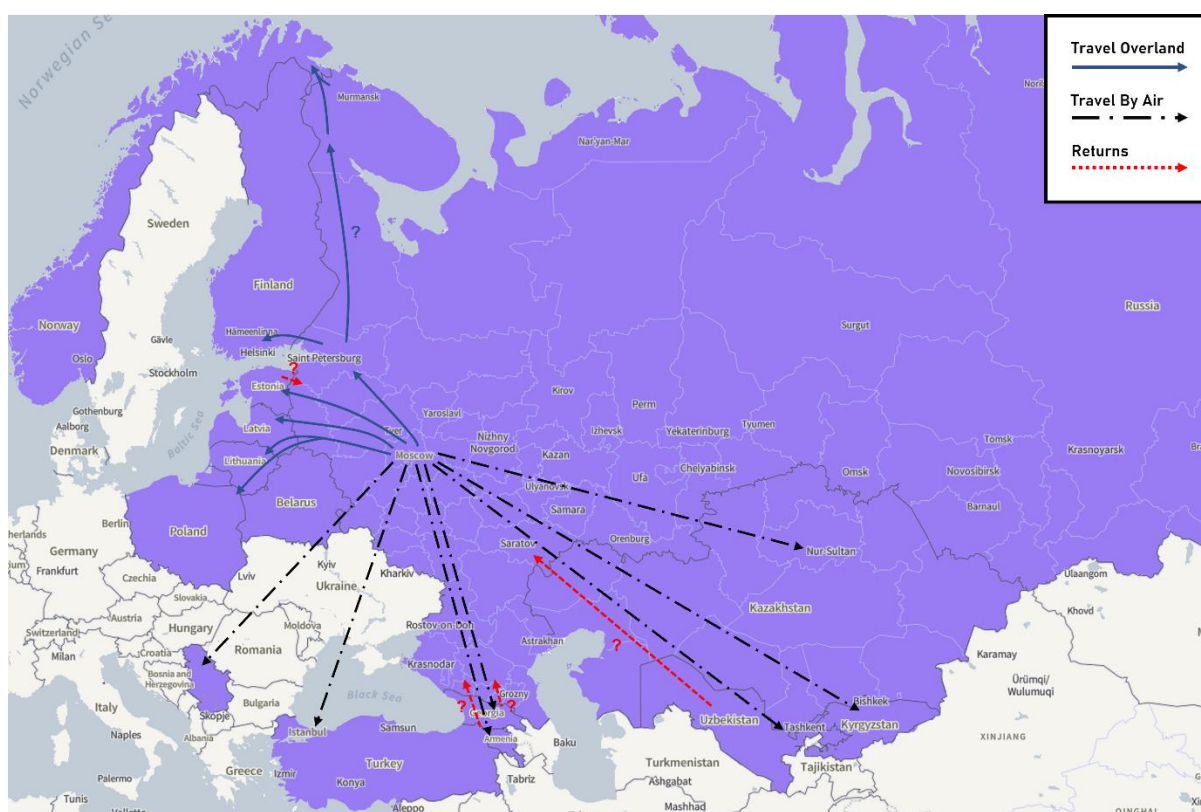 Norwegian Se
Travel Overland
Travel By Air
Returns
Murmansk
Noril
Nar'yan-Mar
Sweden
?
Finland
Russia
Norway
Hämeenlinna
Surgut
Oslo
Gävle
Helsinki
Saint Petersburg
Stockholm
?
Estonia
Kirov
Perm
Gothenburg
Yaroslavl
Tyumen
Aalborg
Baltic Sea
Latvia
Tver
Izhevsk
Yekaterinburg
Nizhny
Novgorod
Tomsk
Krasnoyarsk
Denmark
Moscow
Kazan
Lithuania
Chelyabinsk
Omsk
Novosibirsk
Ufa
Ulyanovsk
Belarus
Samara
Barnaul
Berlin
Poland
Saratov
Orenburg
Nur-Sultan
Germany
Frankfurt
Lviv
Kyiv
Kharkiv
Ulaangom
Czechia
Ukraine
Slovakia
Kazakhstan
Khovd
Austria
Rostov-on-Don
Switzerland
Hungary
Moldova
Astrakhan
Milan
Croatia
Romania
?
Karamay
Bosnia and
Herzegovina
Krasnodar
Ürümqi/
Wulumuqi
Black Sea
Grozny
Bishkek
Italy
Bulgaria
?
Georgia
?
Uzbekistan
Tashkent
Kyrgyzstan
Skopje
Istanbul
Samsun
Naples
Albania
Armenia
Baku
XINJIANG
Turkey
Turkmenistan
Tajikistan
Greece
Izmir
Konya
Tabriz
Ashgabat
Palermo
Tunis
Aleppo
Mashhad
QINGHAI